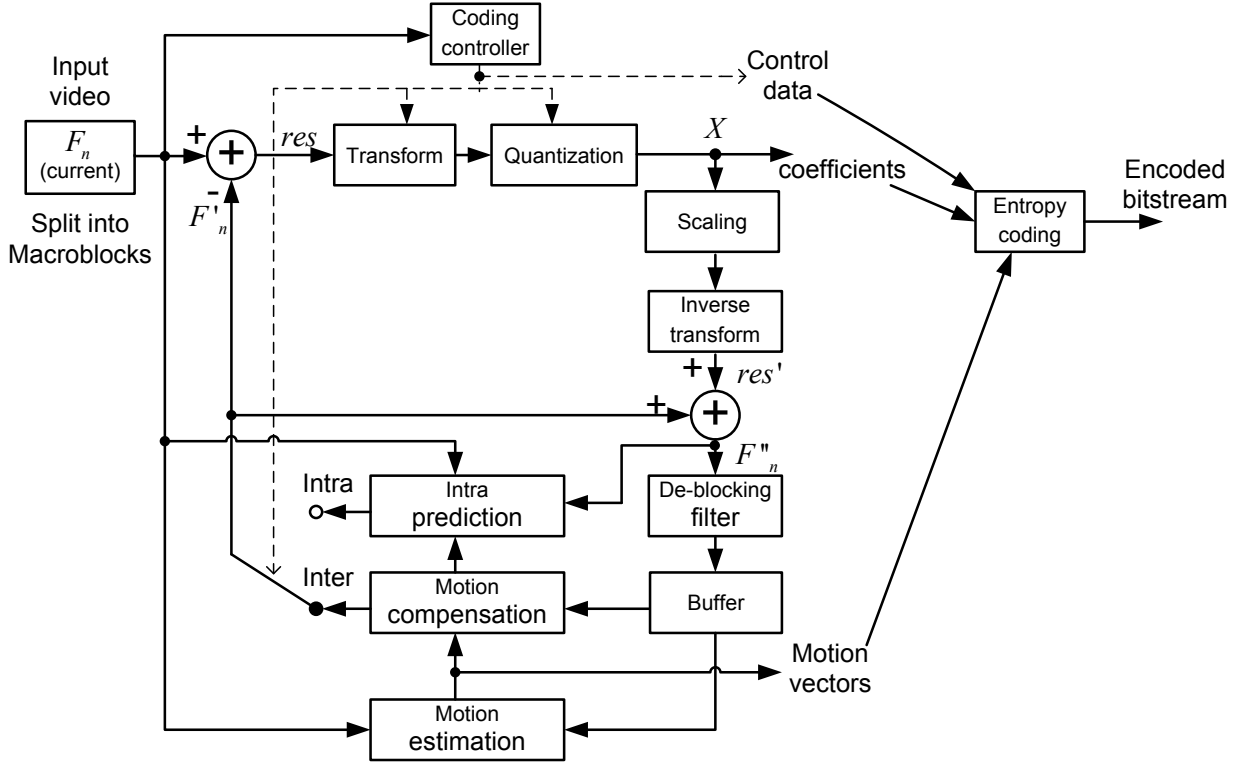 Coding
controller
Control
data
Input
video
F_n
(current)
Split into
Macroblocks
+
+
res
-
F'_n
Transform
Quantization
X
coefficients
Entropy
coding
Encoded
bitstream
Scaling
Inverse
transform
+
res'
+
+
F"_n
Intra
Intra
prediction
De-blocking
filter
Inter
Motion
compensation
Buffer
Motion
vectors
Motion
estimation